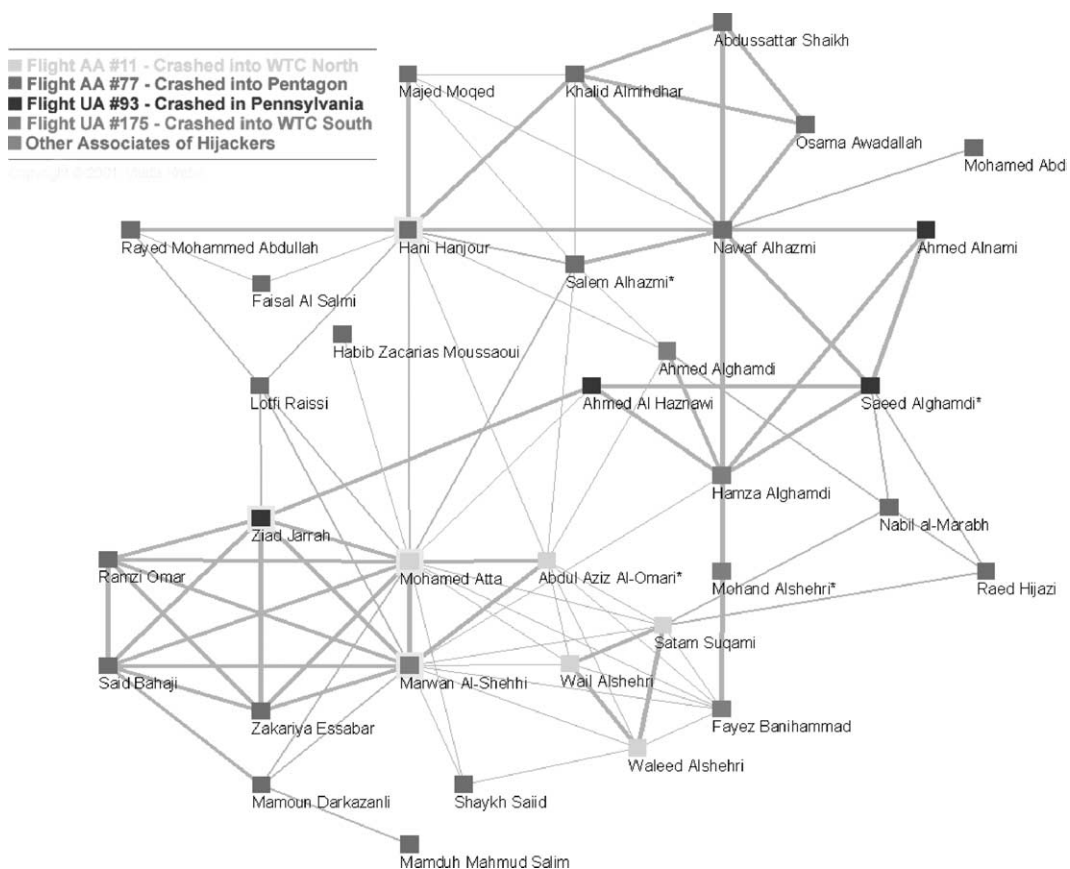 Flight AA #11 - Crashed into WTC North
Flight AA #77 - Crashed into Pentagon
Flight UA #93 - Crashed in Pennsylvania
Flight UA #175 - Crashed into WTC South
Other Associates of Hijackers
Abdussattar Shaikh
Majed Moqed
Khalid Almihdhar
Osama Awadallah
Mohamed Abdi
Rayed Mohammed Abdullah
Hani Hanjour
Nawaf Alhazmi
Ahmed Alnami
Salem Alhazmi*
Faisal Al Salmi
Habib Zacarias Moussaoui
Ahmed Alghamdi
Lotfi Raissi
Ahmed Al Haznawi
Saeed Alghamdi*
Hamza Alghamdi
Nabil al-Marabh
Ziad Jarrah
Ramzi Omar
Mohamed Atta
Abdul Aziz Al-Omari*
Mohand Alshehri*
Raed Hijazi
Satam Suqami
Said Bahaji
Marwan Al-Shehhi
Wail Alshehri
Zakariya Essabar
Fayez Banihammad
Waleed Alshehri
Mamoun Darkazanli
Shaykh Saiid
Mamduh Mahmud Salim